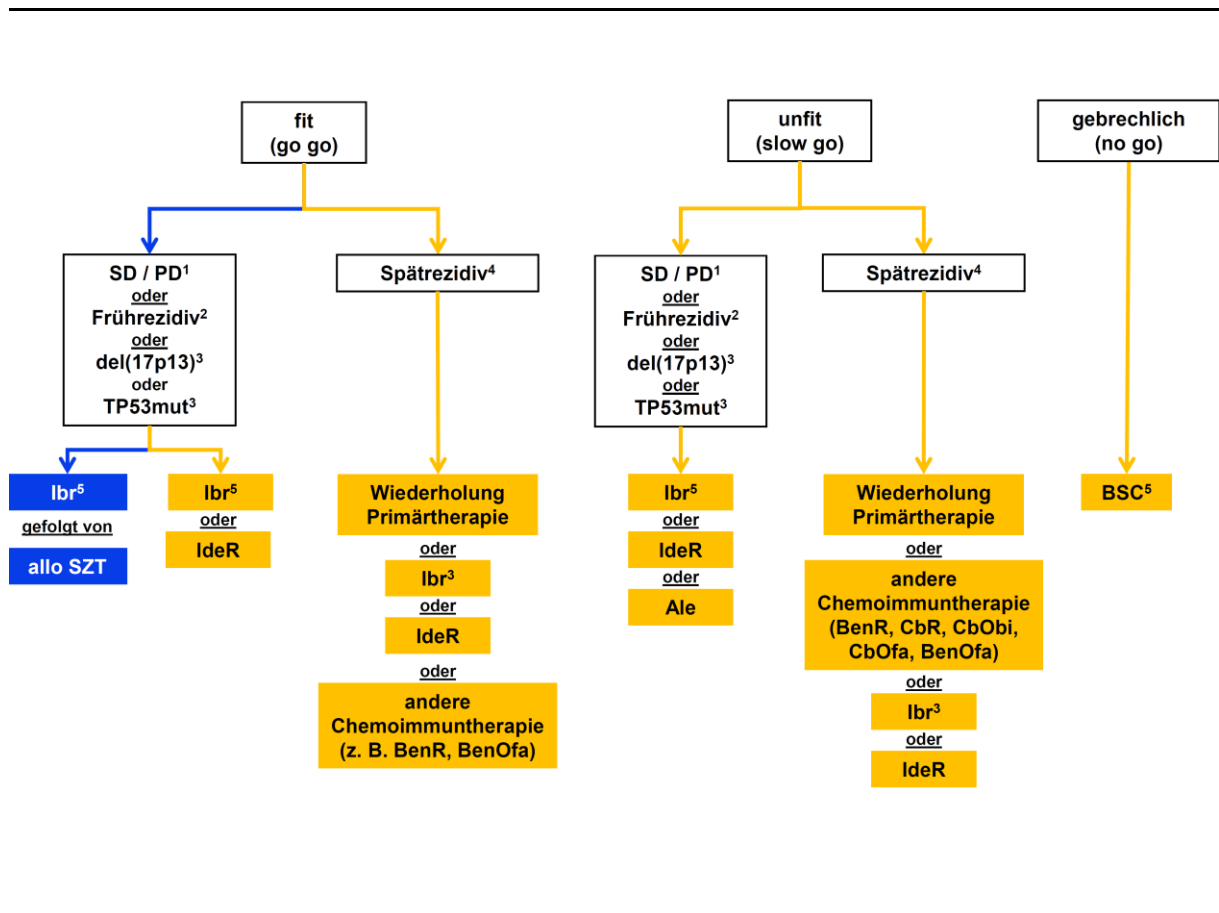 fit
(go go)
unfit
(slow go)
gebrechlich
(no go)
SD / PD¹
oder
Frührezidiv²
oder
del(17p13)³
oder
TP53mut³
Spätrezidiv⁴
SD / PD¹
oder
Frührezidiv²
oder
del(17p13)³
oder
TP53mut³
Spätrezidiv⁴
Ibr⁵
gefolgt von
allo SZT
Ibr⁵
oder
IdeR
Wiederholung
Primärtherapie
oder
Ibr³
oder
IdeR
oder
andere
Chemoimmuntherapie
(z. B. BenR, BenOfa)
Ibr⁵
oder
IdeR
oder
Ale
Wiederholung
Primärtherapie
oder
andere
Chemoimmuntherapie
(BenR, CbR, CbObi,
CbOfa, BenOfa)
oder
Ibr³
oder
IdeR
BSC⁵